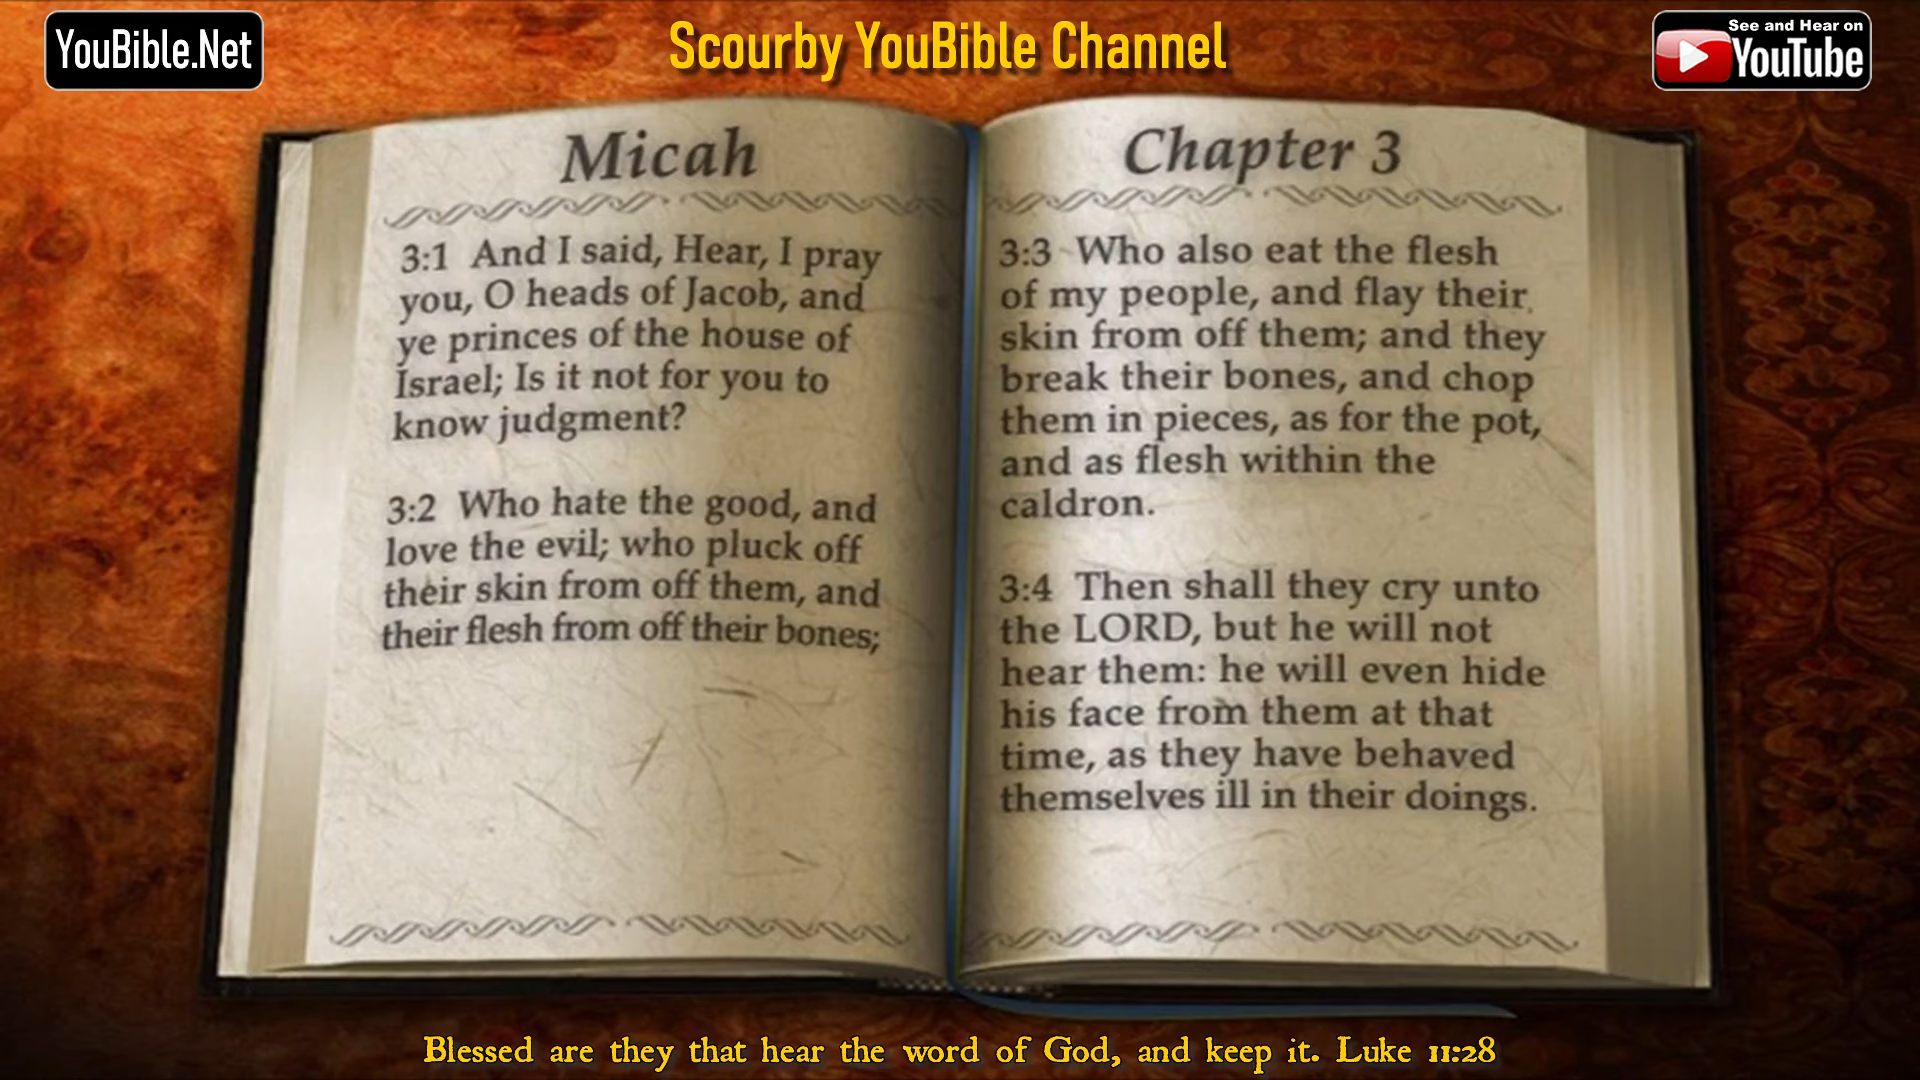 YouBible.Net
Scourby YouBible Channel
See and Hear on
YouTube
Micah
3:1 And I said, Hear, I pray
you, O heads of Jacob, and
ye princes of the house of
Israel; Is it not for you to
know judgment?
3:2 Who hate the good, and
love the evil; who pluck off
their skin from off them, and
their flesh from off their bones;
Chapter 3
3:3 Who also eat the flesh
of my people, and flay their
skin from off them; and they
break their bones, and chop
them in pieces, as for the pot,
and as flesh within the
caldron.
3:4 Then shall they cry unto
the LORD, but he will not
hear them: he will even hide
his face from them at that
time, as they have behaved
themselves ill in their doings.
Blessed are they that hear the word of God, and keep it. Luke 11:28